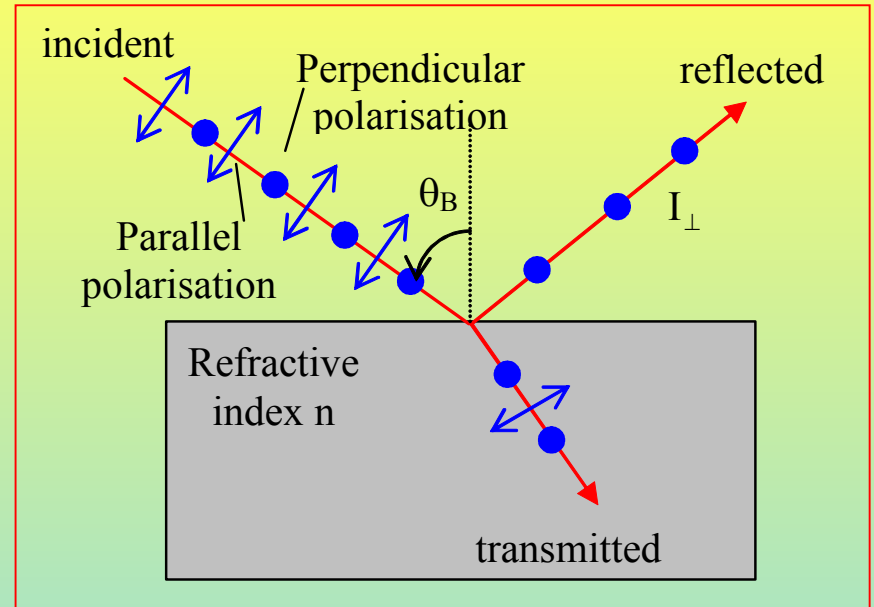 incident
Perpendicular
polarisation
reflected
θB
I⊥
Parallel
polarisation
Refractive
index n
transmitted